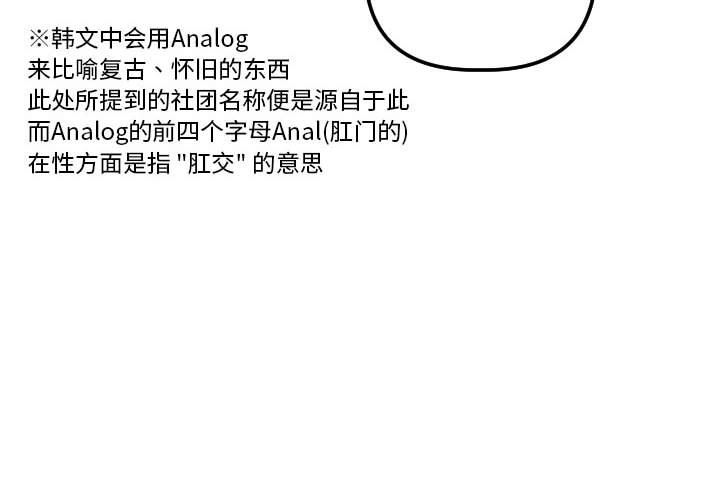 ※韩文中会用Analog
来比喻复古、怀旧的东西
此处所提到的社团名称便是源自于此
而Analog的前四个字母Anal(肛门的)
在性方面是指 "肛交" 的意思